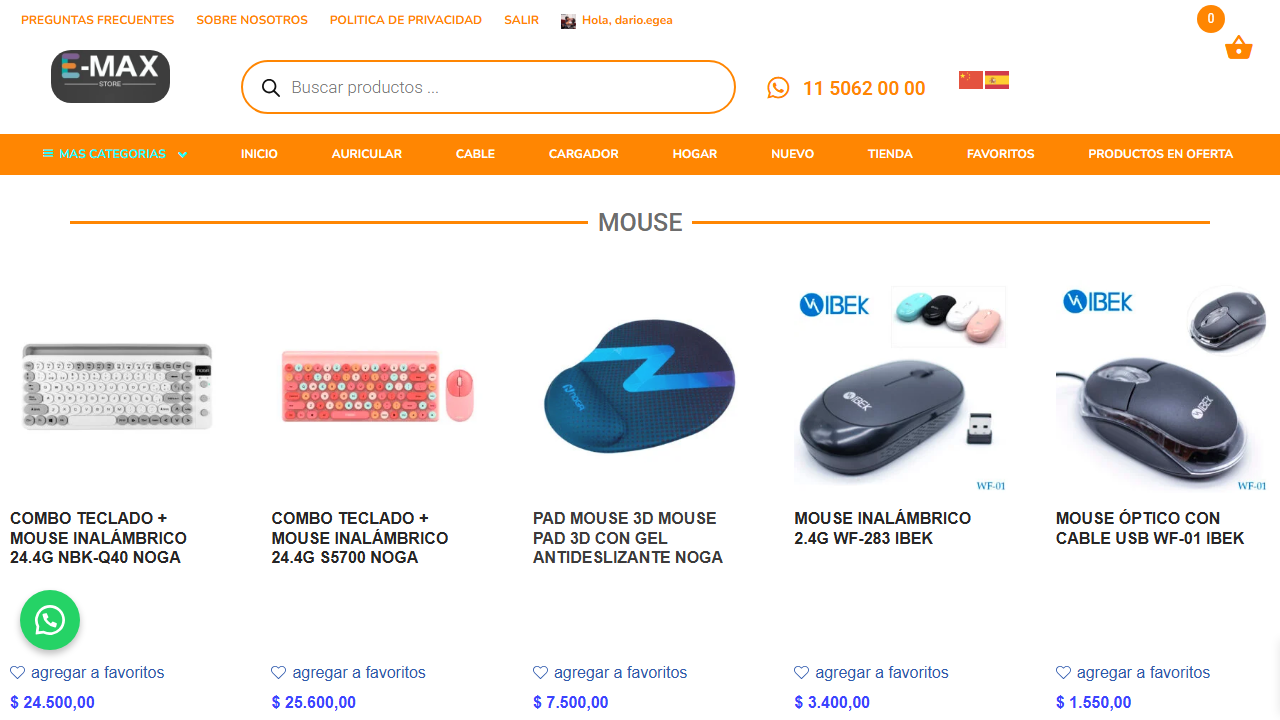 PREGUNTAS FRECUENTES SOBRE NOSOTROS POLITICA DE PRIVACIDAD SALIR Hola, dario.egea
0
E-MAX
STORE
Buscar productos ...
11 5062 00 00
MAS CATEGORIAS INICIO AURICULAR CABLE CARGADOR HOGAR NUEVO TIENDA FAVORITOS PRODUCTOS EN OFERTA
MOUSE
noga
NOGA
IBEK
IBEK
WF-01
IBEK
IBEK
WF-01
COMBO TECLADO +
MOUSE INALÁMBRICO
24.4G NBK-Q40 NOGA
COMBO TECLADO +
MOUSE INALÁMBRICO
24.4G S5700 NOGA
PAD MOUSE 3D MOUSE
PAD 3D CON GEL
ANTIDESLIZANTE NOGA
MOUSE INALÁMBRICO
2.4G WF-283 IBEK
MOUSE ÓPTICO CON
CABLE USB WF-01 IBEK
agregar a favoritos
$ 24.500,00
agregar a favoritos
$ 25.600,00
agregar a favoritos
$ 7.500,00
agregar a favoritos
$ 3.400,00
agregar a favoritos
$ 1.550,00